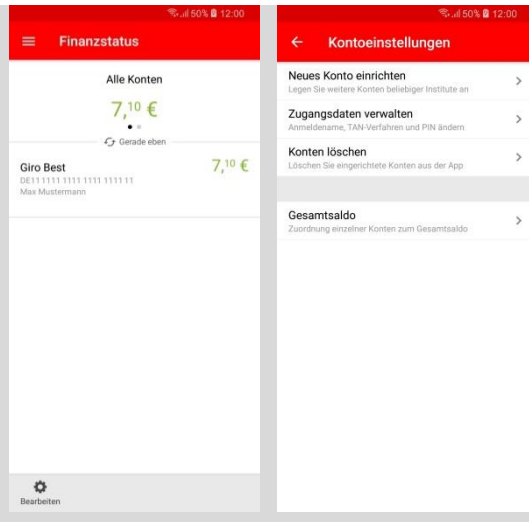 50% 12:00
Finanzstatus
Alle Konten
7,10 €
Gerade eben
Giro Best
7,10 €
DE11 1111 1111 1111 1111 11
Max Mustermann
Bearbeiten
50% 12:00
Kontoeinstellungen
Neues Konto einrichten
Legen Sie weitere Konten beliebiger Institute an
Zugangsdaten verwalten
Anmeldename, TAN-Verfahren und PIN ändern
Konten löschen
Löschen Sie eingerichtete Konten aus der App
Gesamtsaldo
Zuordnung einzelner Konten zum Gesamtsaldo